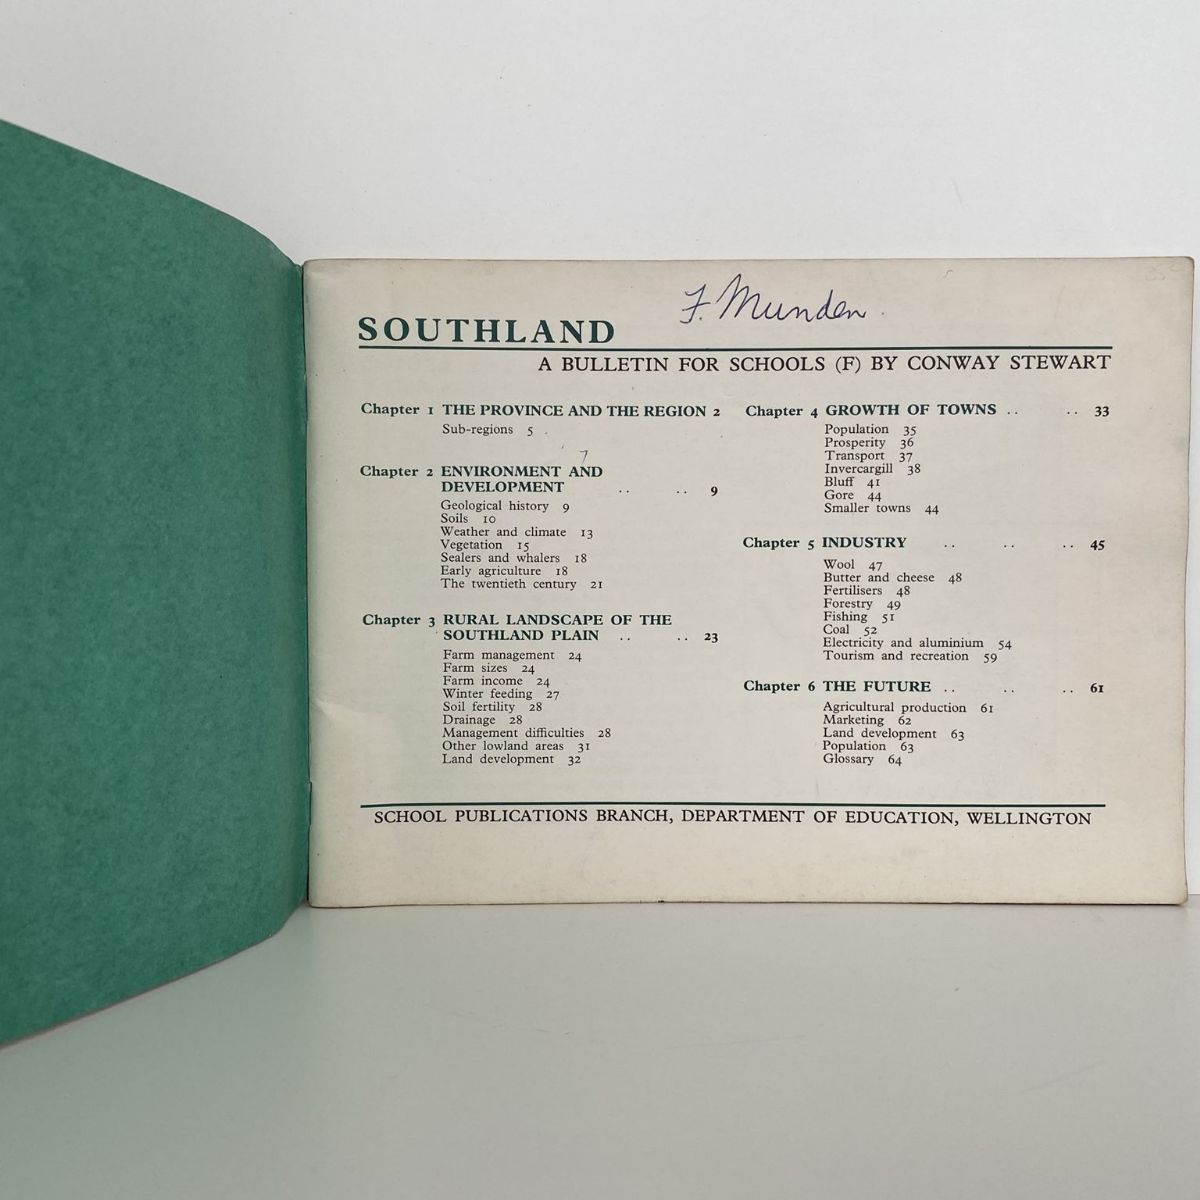 F. Munden
SOUTHLAND
A BULLETIN FOR SCHOOLS (F) BY CONWAY STEWART
Chapter 1 THE PROVINCE AND THE REGION 2
Sub-regions 5
Chapter 2 ENVIRONMENT AND
DEVELOPMENT .. .. 9
Geological history 9
Soils 10
Weather and climate 13
Vegetation 15
Sealers and whalers 18
Early agriculture 18
The twentieth century 21
Chapter 3 RURAL LANDSCAPE OF THE
SOUTHLAND PLAIN .. .. 23
Farm management 24
Farm sizes 24
Farm income 24
Winter feeding 27
Soil fertility 28
Drainage 28
Management difficulties 28
Other lowland areas 31
Land development 32
Chapter 4 GROWTH OF TOWNS .. .. 33
Population 35
Prosperity 36
Transport 37
Invercargill 38
Bluff 41
Gore 44
Smaller towns 44
Chapter 5 INDUSTRY .. .. .. 45
Wool 47
Butter and cheese 48
Fertilisers 48
Forestry 49
Fishing 51
Coal 52
Electricity and aluminium 54
Tourism and recreation 59
Chapter 6 THE FUTURE .. .. .. 61
Agricultural production 61
Marketing 62
Land development 63
Population 63
Glossary 64
SCHOOL PUBLICATIONS BRANCH, DEPARTMENT OF EDUCATION, WELLINGTON